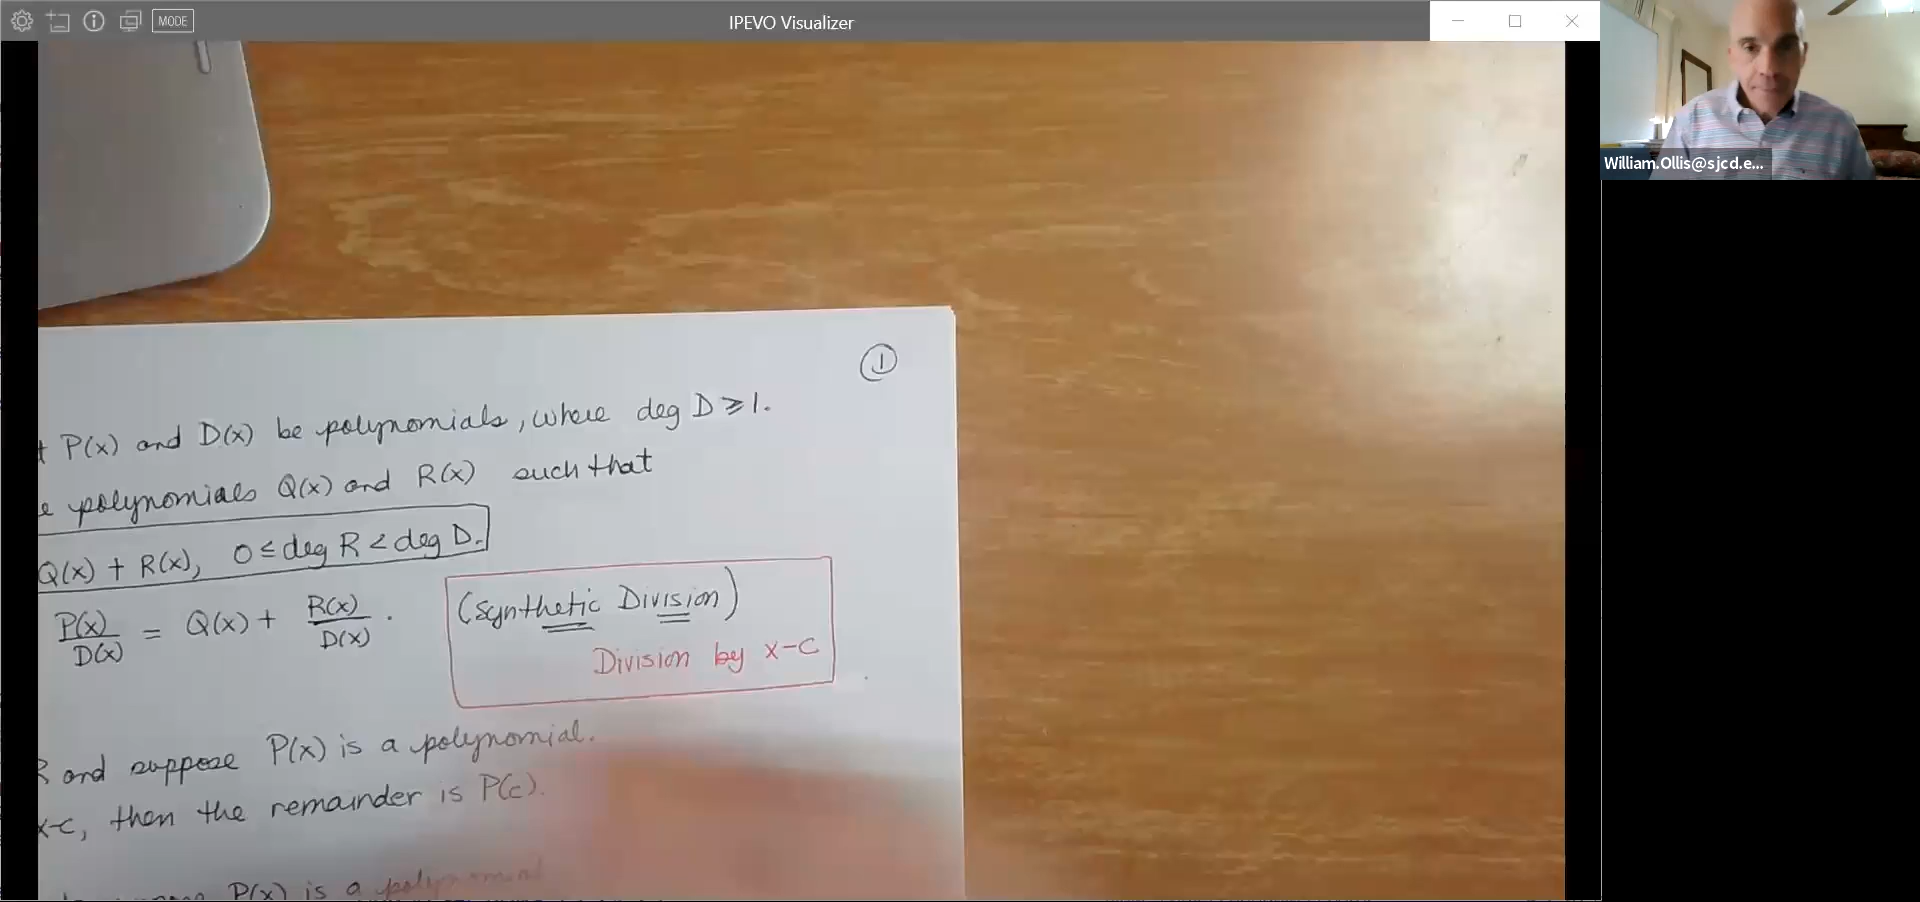 MODE
IPEVO Visualizer
William.Ollis@sjcd.e...
1
P(x) and D(x) be polynomials, where deg D ≥ 1.
polynomials Q(x) and R(x) such that
Q(x) + R(x), 0 ≤ deg R < deg D.
P(x)/D(x) = Q(x) + R(x)/D(x).
(Synthetic Division)
Division by x-c
R and suppose P(x) is a polynomial.
x-c, then the remainder is P(c).
P(x) is a polynomial